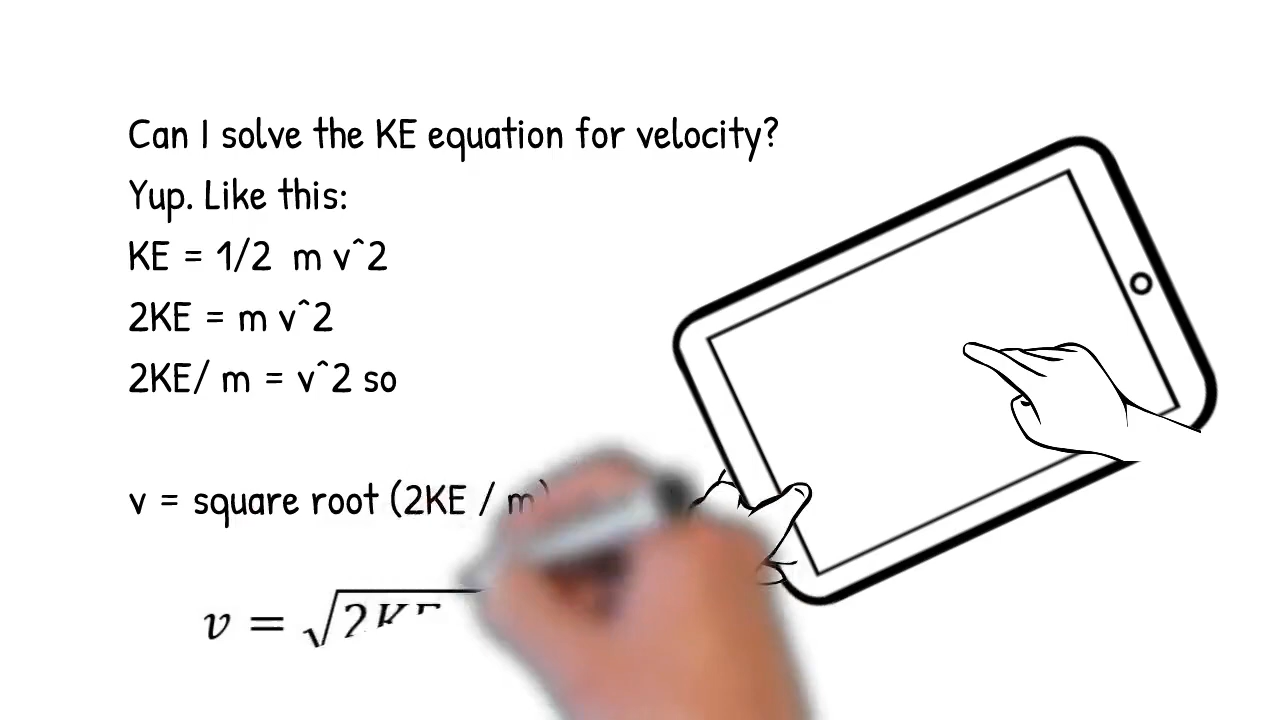 Can I solve the KE equation for velocity?
Yup. Like this:
KE = 1/2 m v^2
2KE = m v^2
2KE/ m = v^2 so
v = square root (2KE / m)
v = √2KE